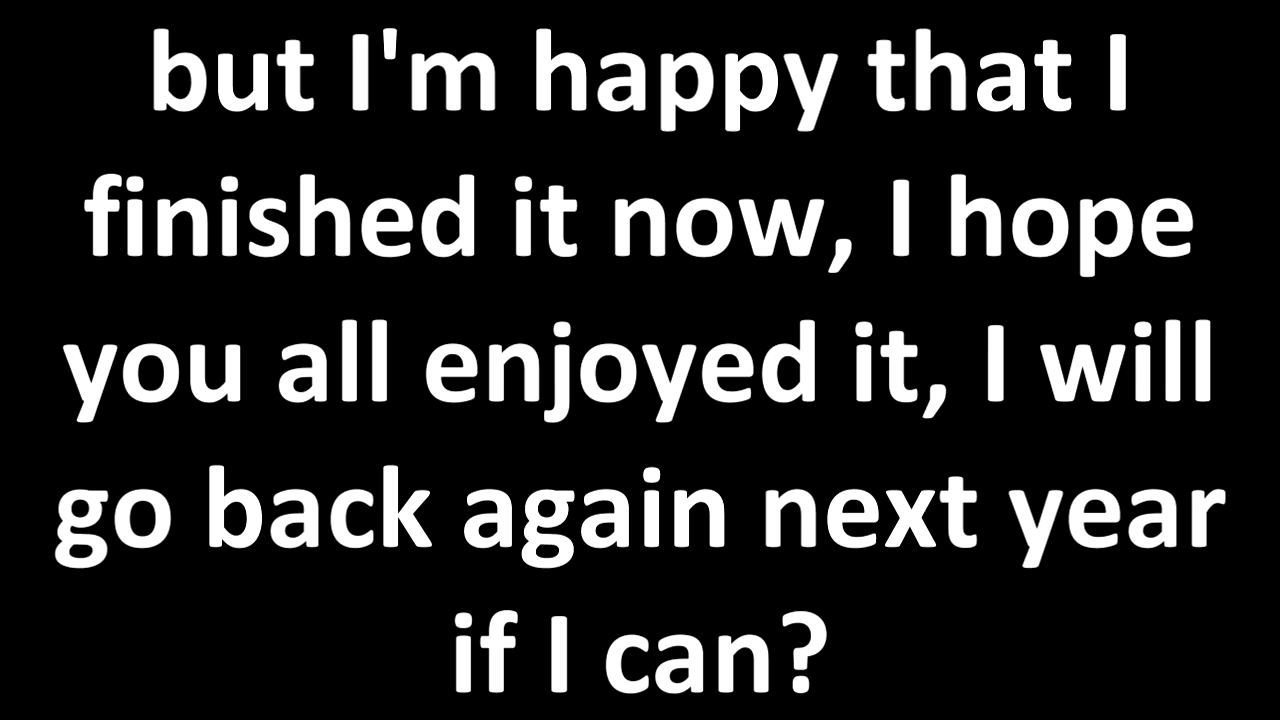 but I'm happy that I
finished it now, I hope
you all enjoyed it, I will
go back again next year
if I can?